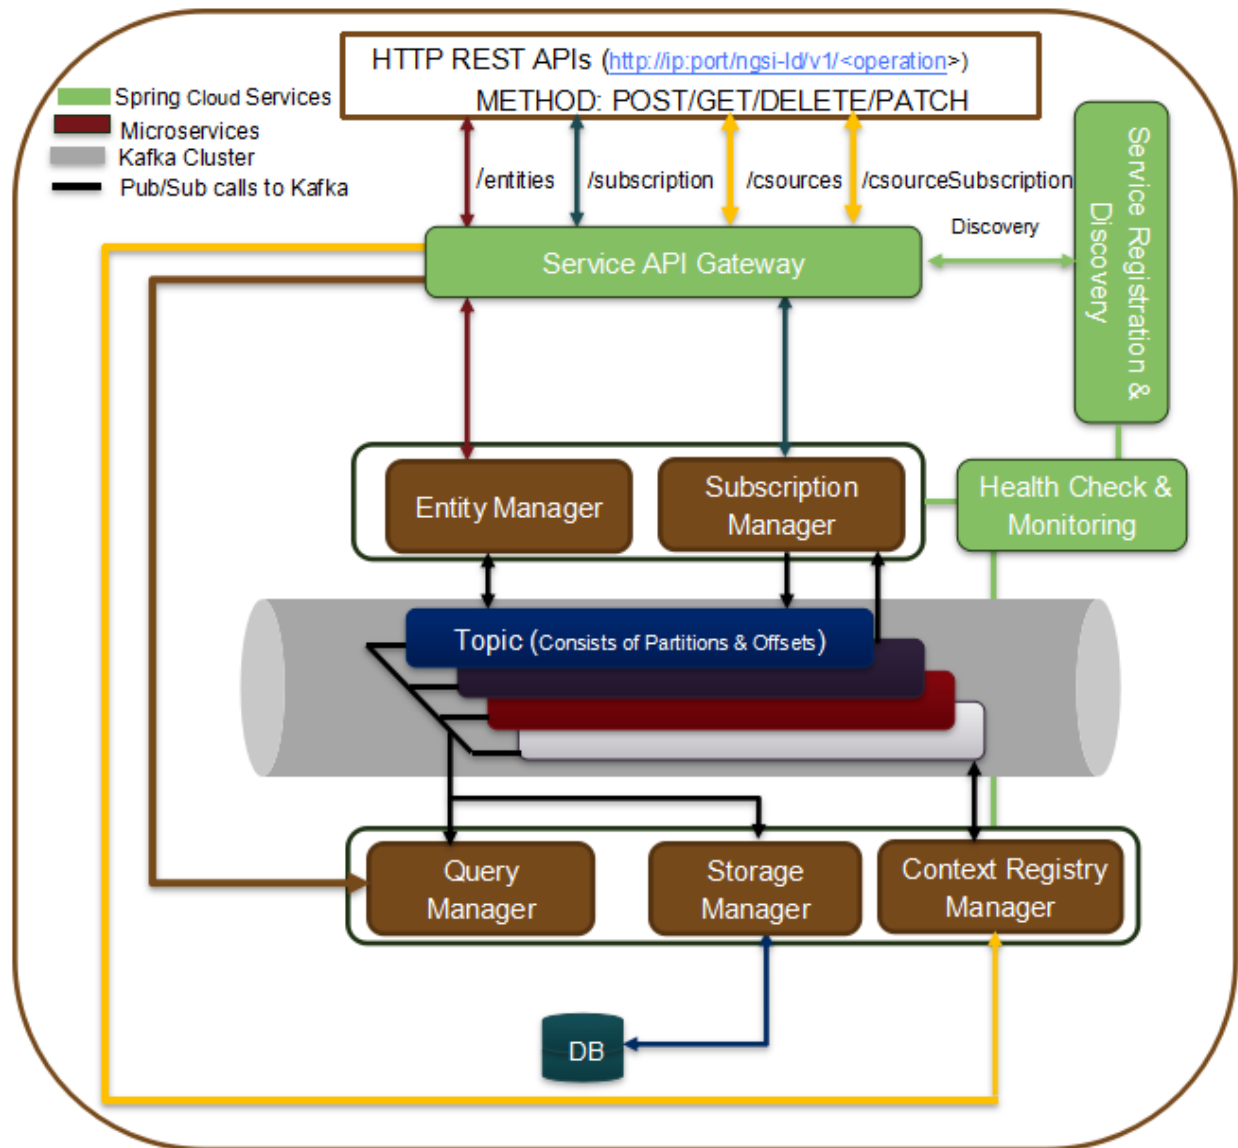 HTTP REST APIs (http://ip:port/ngsi-ld/v1/<operation>)
METHOD: POST/GET/DELETE/PATCH
Spring Cloud Services
Microservices
Kafka Cluster
Pub/Sub calls to Kafka
/entities
/subscription
/csources
/csourceSubscription
Service Registration &
Discovery
Discovery
Service API Gateway
Entity Manager
Subscription
Manager
Health Check &
Monitoring
Topic (Consists of Partitions & Offsets)
Query
Manager
Storage
Manager
Context Registry
Manager
DB